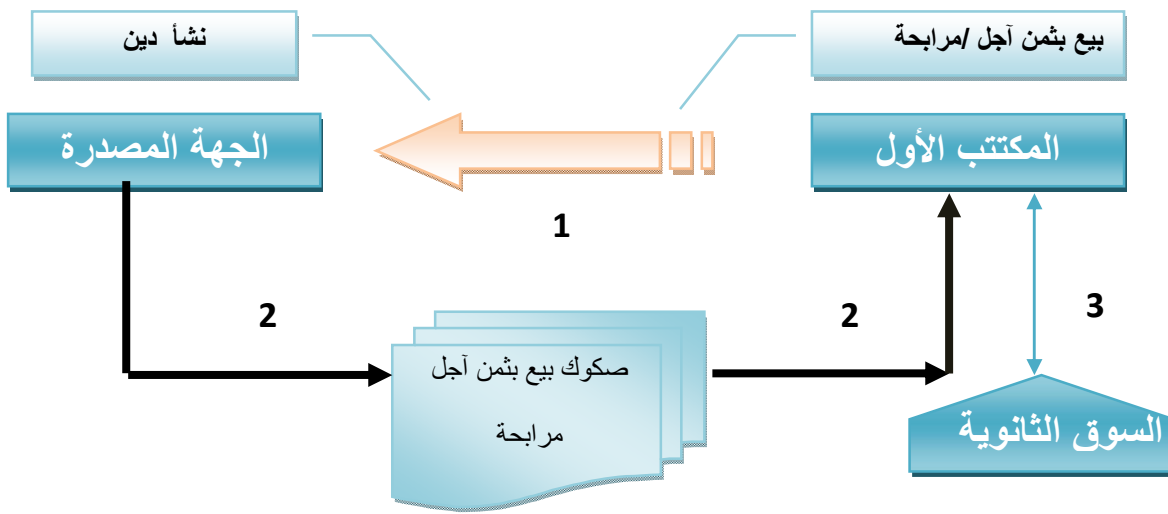 بيع بثمن آجل /مرابحة
نشأ دين
المكتتب الأول
الجهة المصدرة
1
2
2
3
صكوك بيع بثمن آجل
مرابحة
السوق الثانوية